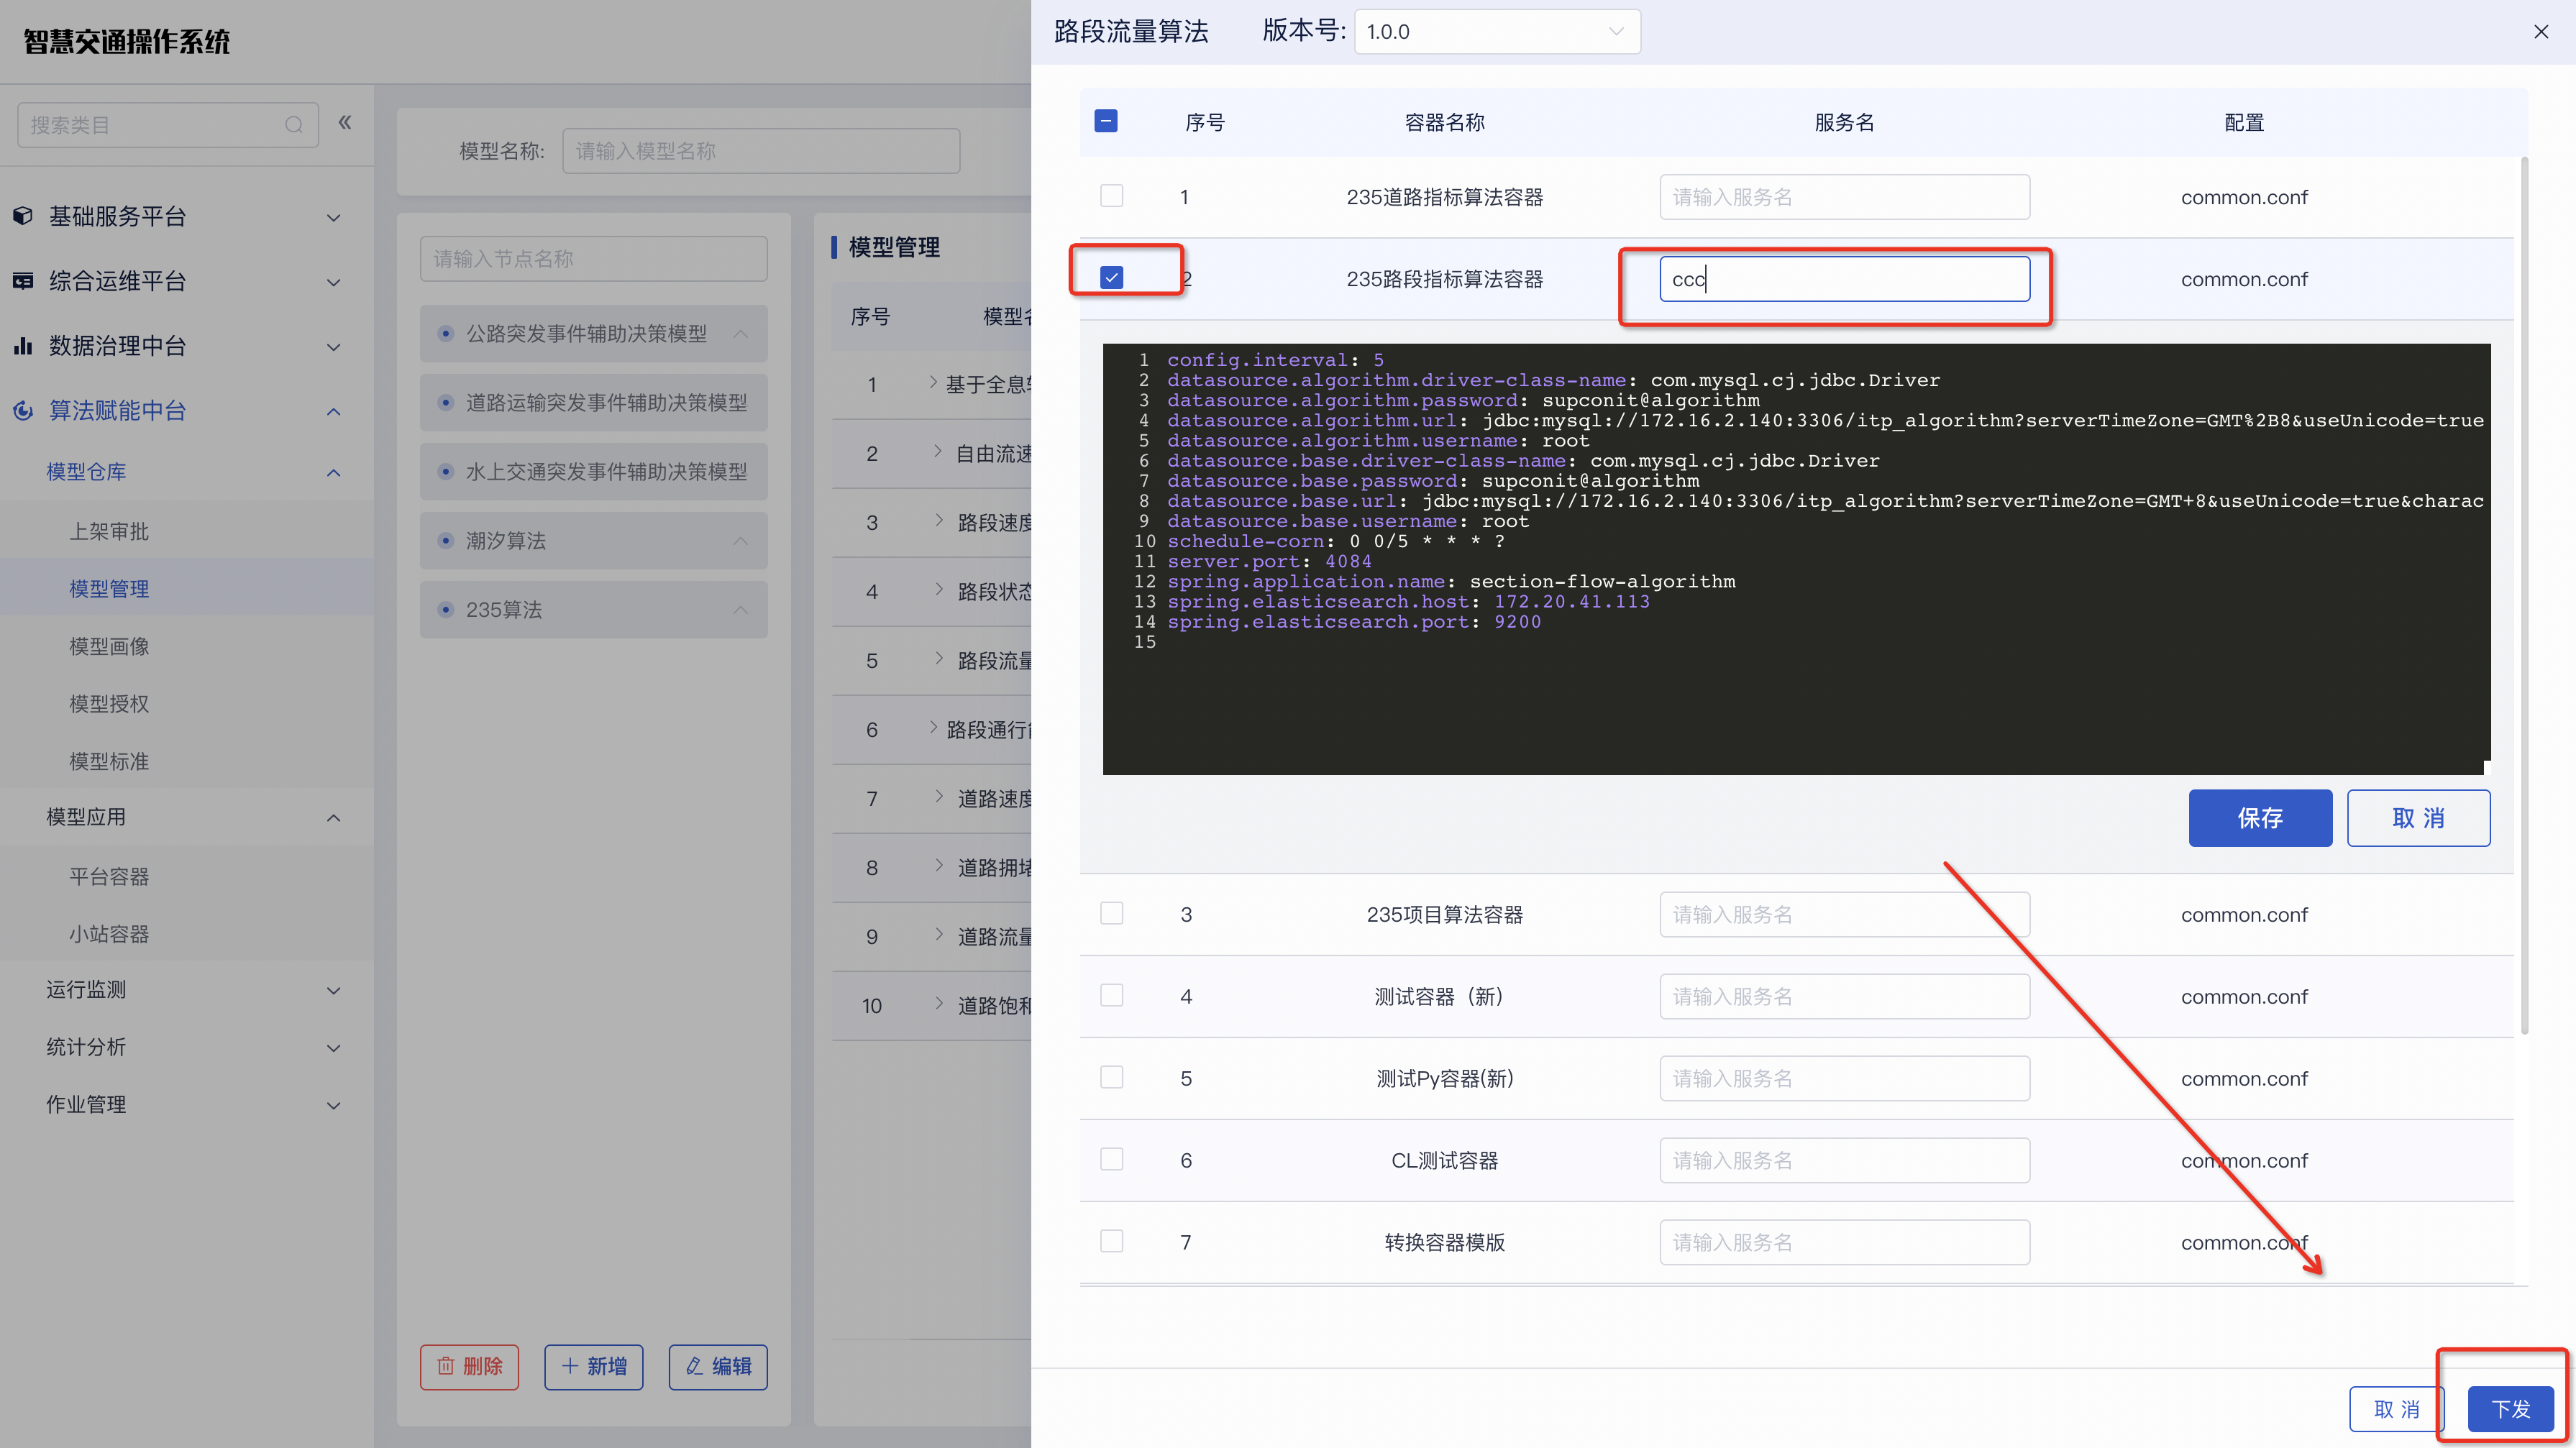 智慧交通操作系统
搜索类目
基础服务平台
综合运维平台
数据治理中台
算法赋能中台
模型仓库
上架审批
模型管理
模型画像
模型授权
模型标准
模型应用
平台容器
小站容器
运行监测
统计分析
作业管理
模型名称: 请输入模型名称
请输入节点名称
公路突发事件辅助决策模型
道路运输突发事件辅助决策模型
水上交通突发事件辅助决策模型
潮汐算法
235算法
删除 新增 编辑
模型管理
序号 模型
1 基于全息
2 自由流速
3 路段速度
4 路段状态
5 路段流量
6 路段通行
7 道路速度
8 道路拥堵
9 道路流量
10 道路饱和
路段流量算法 版本号: 1.0.0
序号 容器名称 服务名 配置
1 235道路指标算法容器 请输入服务名 common.conf
2 235路段指标算法容器 ccc common.conf
1 config.interval: 5
2 datasource.algorithm.driver-class-name: com.mysql.cj.jdbc.Driver
3 datasource.algorithm.password: supconit@algorithm
4 datasource.algorithm.url: jdbc:mysql://172.16.2.140:3306/itp_algorithm?serverTimeZone=GMT%2B8&useUnicode=true
5 datasource.algorithm.username: root
6 datasource.base.driver-class-name: com.mysql.cj.jdbc.Driver
7 datasource.base.password: supconit@algorithm
8 datasource.base.url: jdbc:mysql://172.16.2.140:3306/itp_algorithm?serverTimeZone=GMT+8&useUnicode=true&charac
9 datasource.base.username: root
10 schedule-corn: 0 0/5 * * * ?
11 server.port: 4084
12 spring.application.name: section-flow-algorithm
13 spring.elasticsearch.host: 172.20.41.113
14 spring.elasticsearch.port: 9200
15
保存 取 消
3 235项目算法容器 请输入服务名 common.conf
4 测试容器（新） 请输入服务名 common.conf
5 测试Py容器(新) 请输入服务名 common.conf
6 CL测试容器 请输入服务名 common.conf
7 转换容器模版 请输入服务名 common.conf
取 消 下发